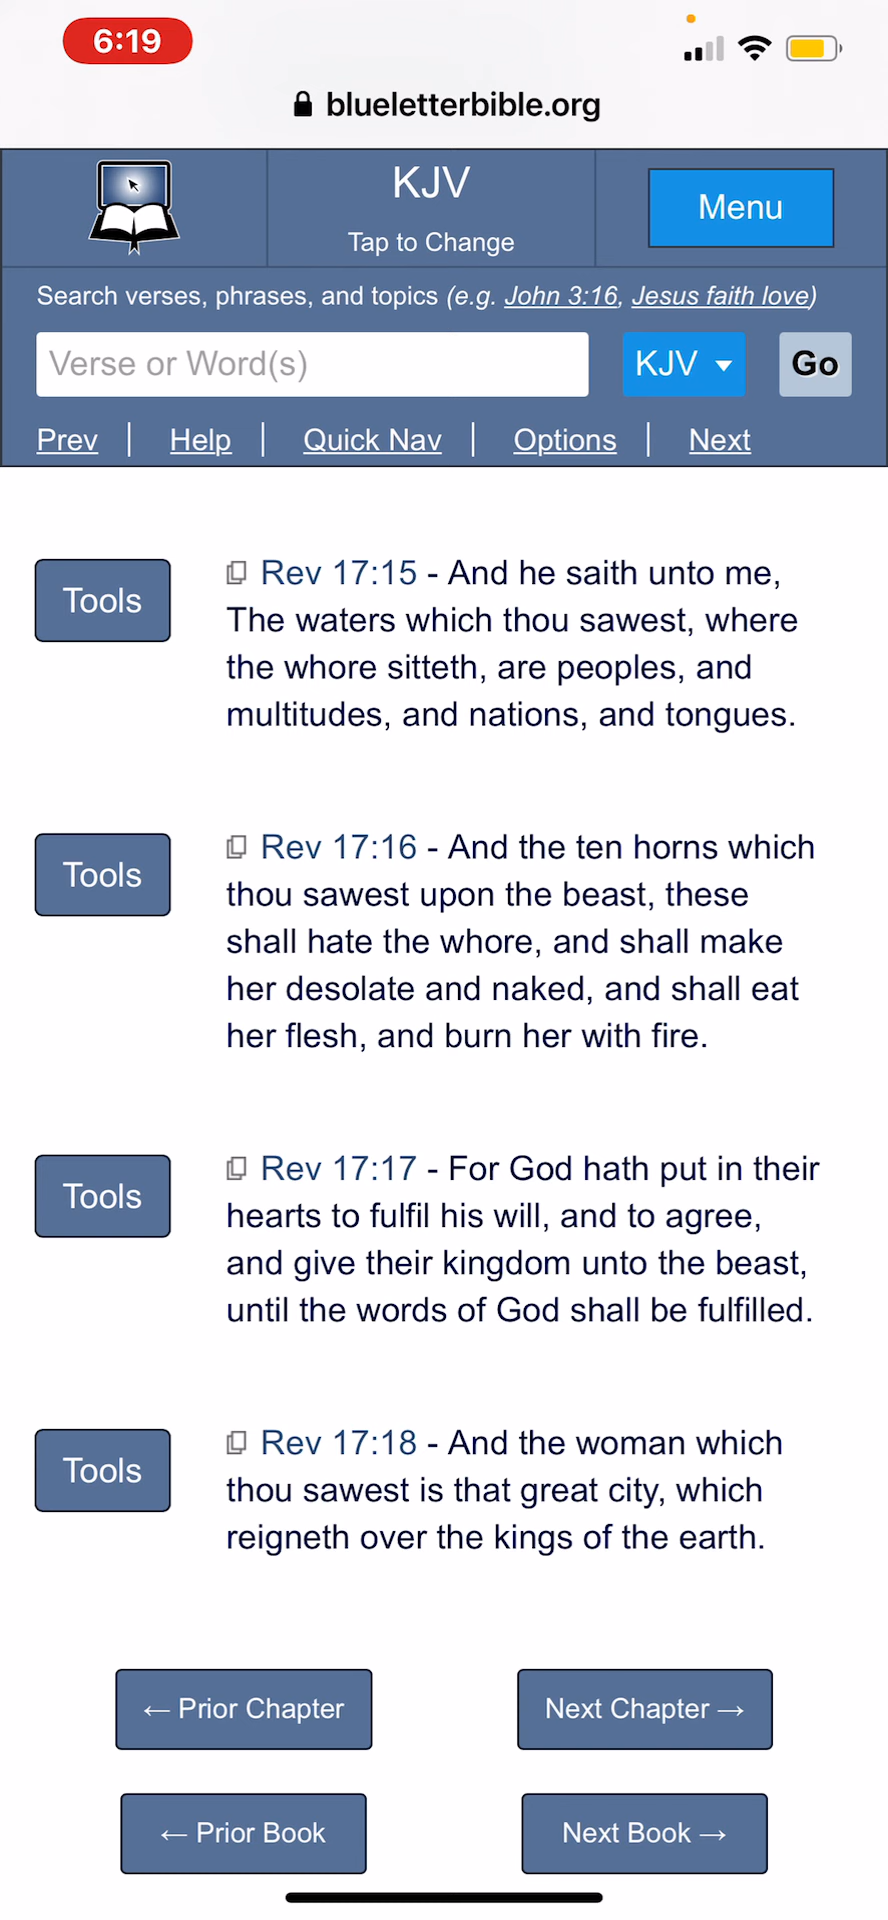 6:19
blueletterbible.org
KJV
Tap to Change
Menu
Search verses, phrases, and topics (e.g. John 3:16, Jesus faith love)
Verse or Word(s)
KJV
Go
Prev | Help | Quick Nav | Options | Next
Tools
Rev 17:15 - And he saith unto me,
The waters which thou sawest, where
the whore sitteth, are peoples, and
multitudes, and nations, and tongues.
Tools
Rev 17:16 - And the ten horns which
thou sawest upon the beast, these
shall hate the whore, and shall make
her desolate and naked, and shall eat
her flesh, and burn her with fire.
Tools
Rev 17:17 - For God hath put in their
hearts to fulfil his will, and to agree,
and give their kingdom unto the beast,
until the words of God shall be fulfilled.
Tools
Rev 17:18 - And the woman which
thou sawest is that great city, which
reigneth over the kings of the earth.
← Prior Chapter
Next Chapter →
← Prior Book
Next Book →